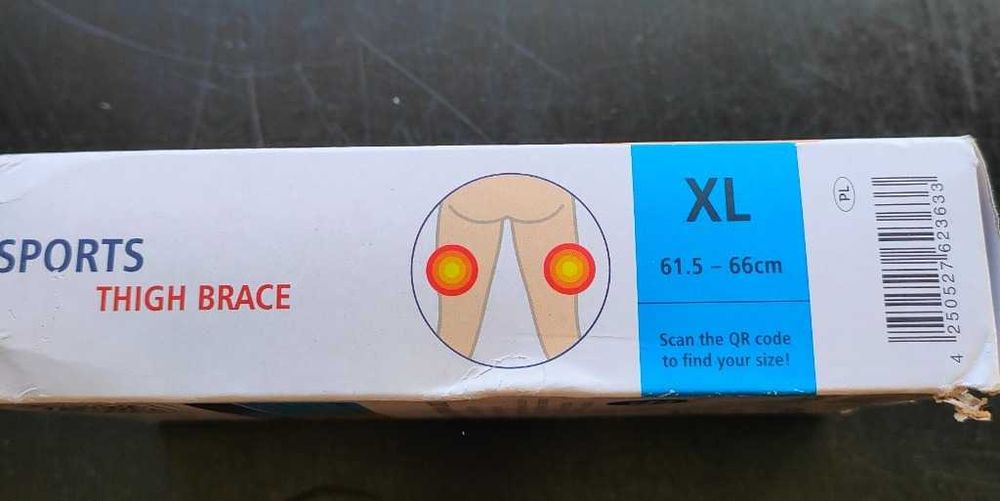 SPORTS
THIGH BRACE
XL
61.5 – 66cm
Scan the QR code
to find your size!
PL
4 250527 623633